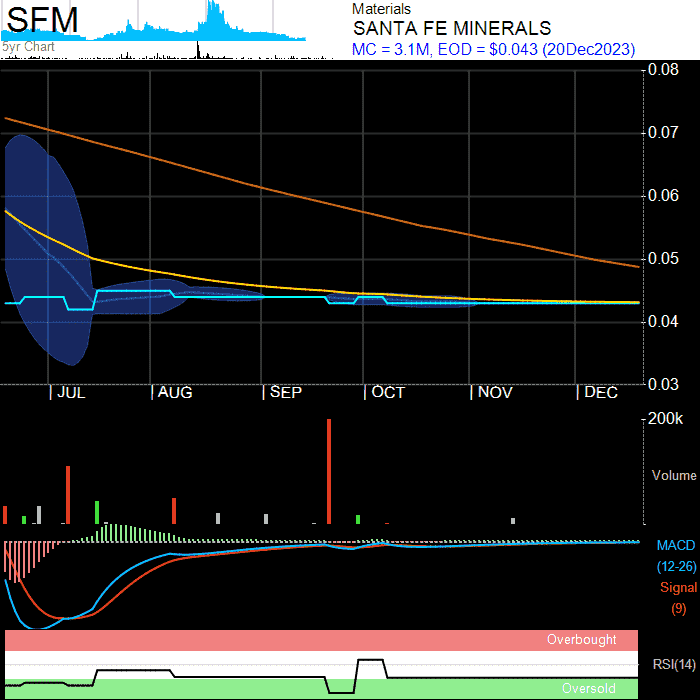 SFM
5yr Chart
Materials
SANTA FE MINERALS
MC = 3.1M, EOD = $0.043 (20Dec2023)
0.08
0.07
0.06
0.05
0.04
0.03
JUL AUG SEP OCT NOV DEC
200k
Volume
MACD
(12-26)
Signal
(9)
Overbought
RSI(14)
Oversold